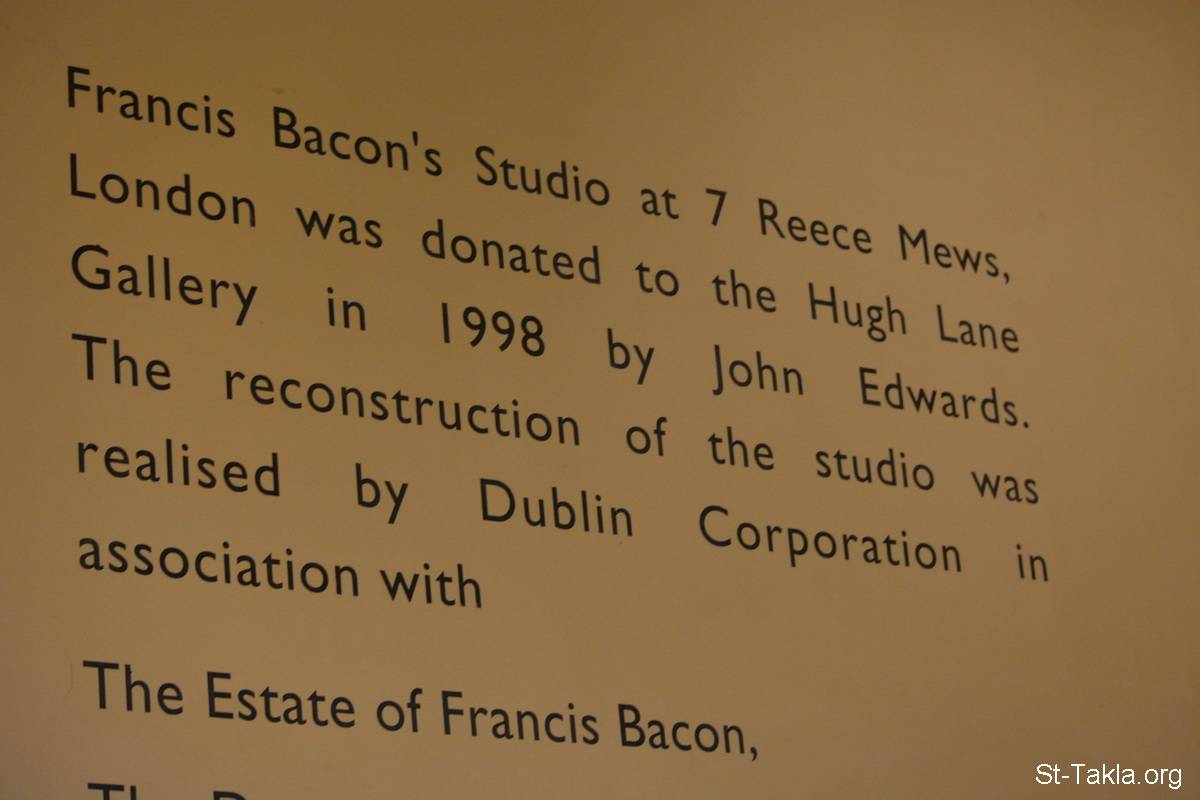 Francis Bacon's Studio at 7 Reece Mews,
London was donated to the Hugh Lane
Gallery in 1998 by John Edwards.
The reconstruction of the studio was
realised by Dublin Corporation in
association with
The Estate of Francis Bacon,
St-Takla.org